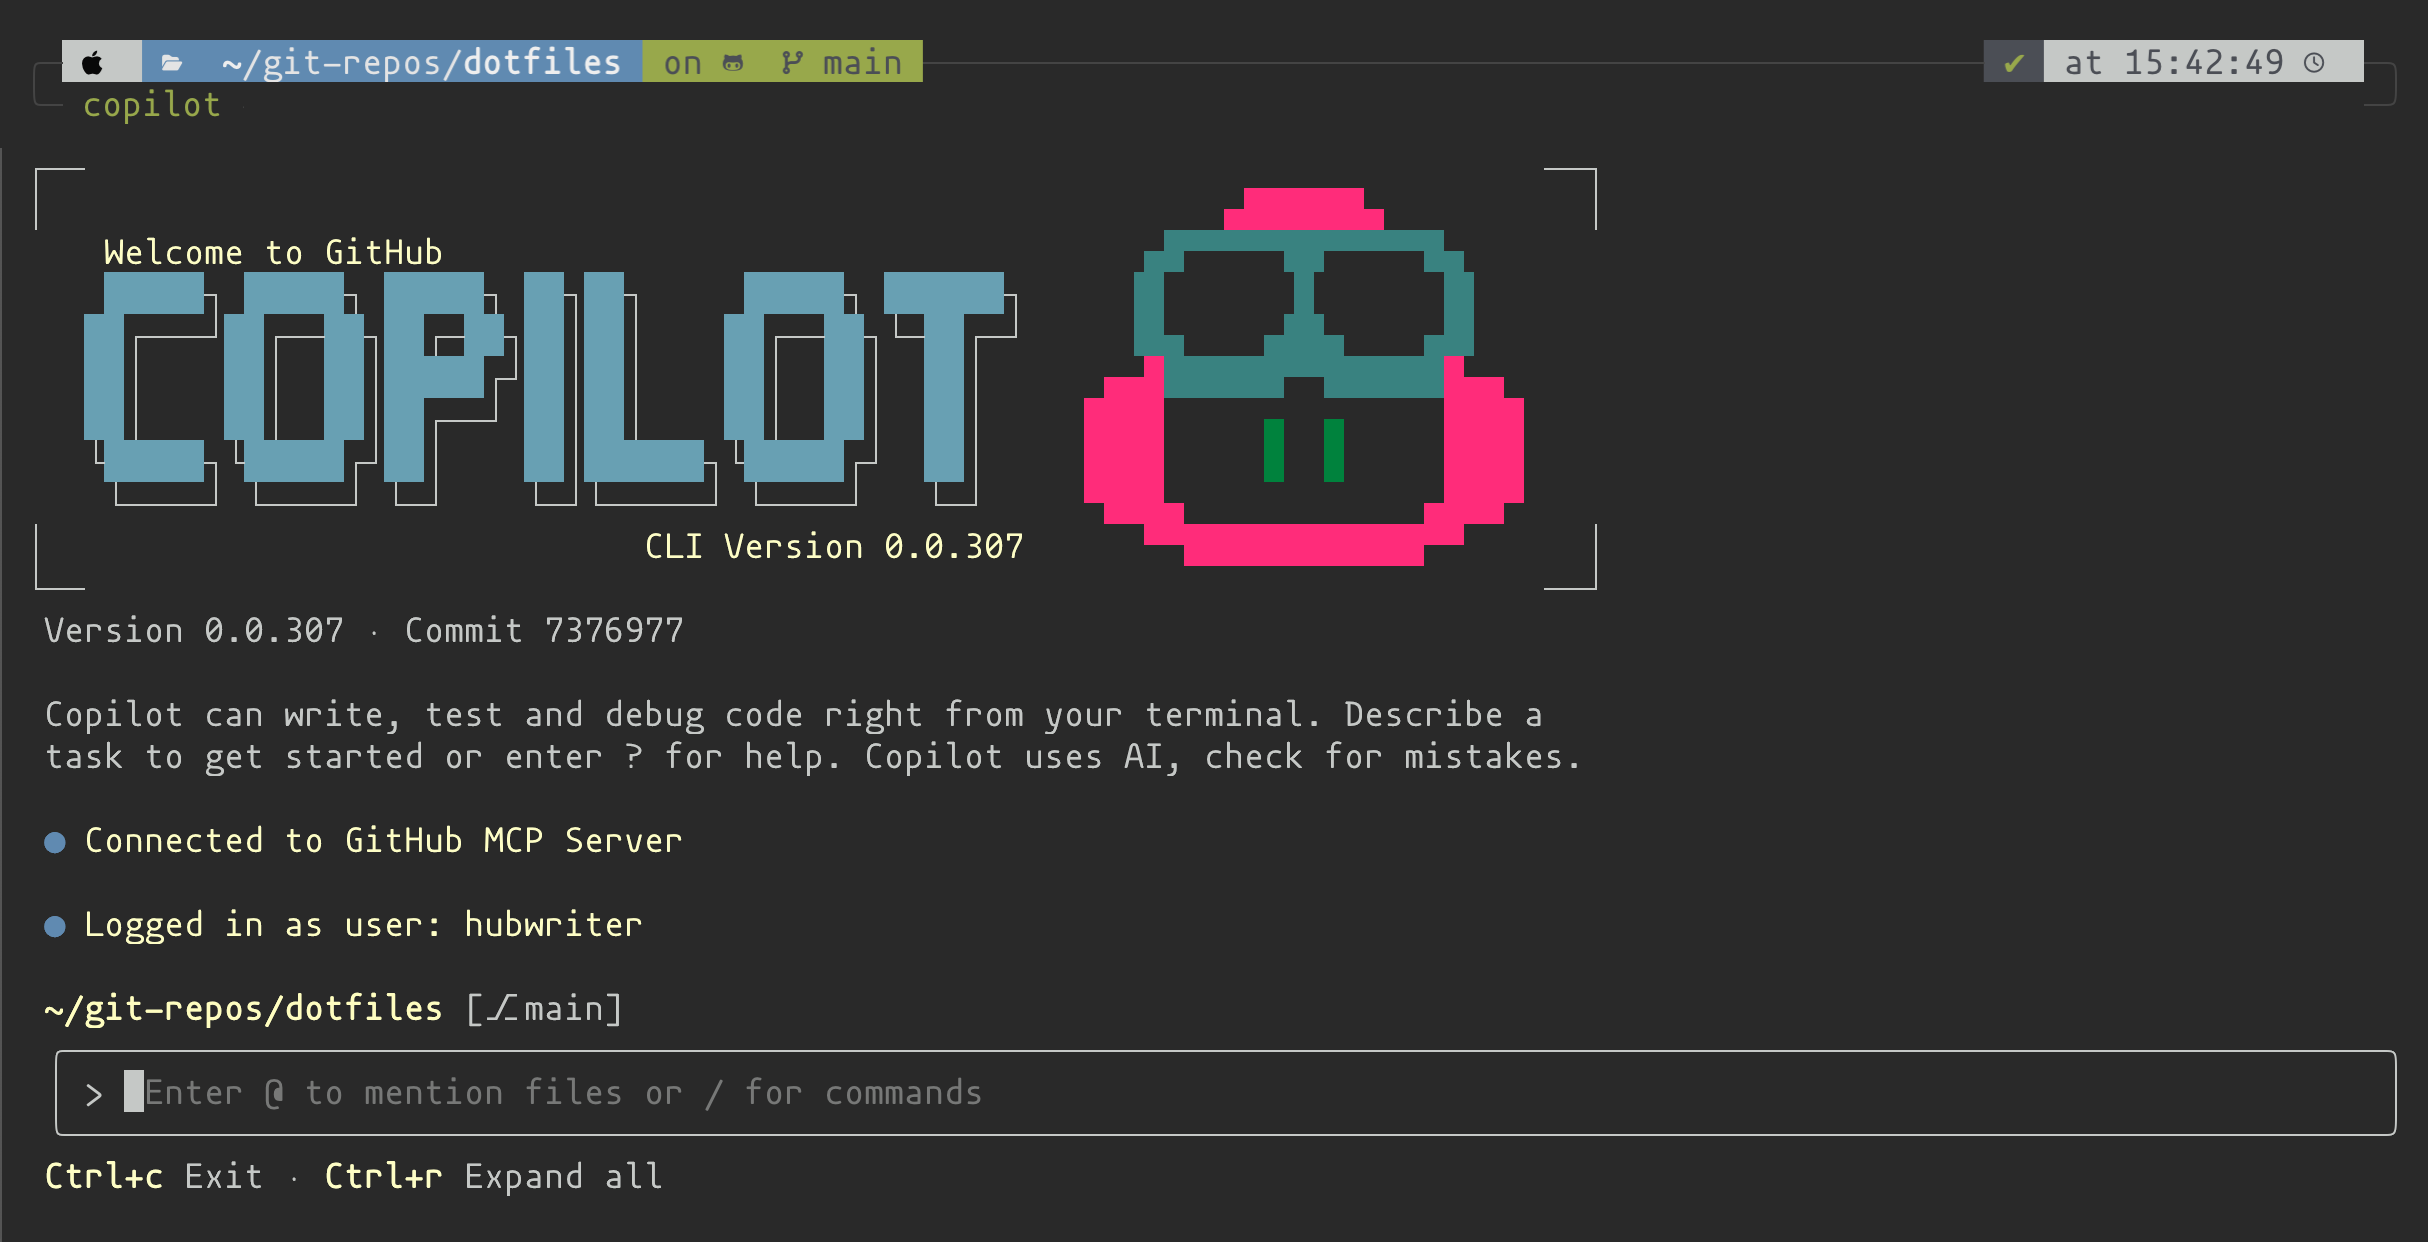 ~/git-repos/dotfiles on main ✔ at 15:42:49
copilot
Welcome to GitHub
COPILOT
CLI Version 0.0.307
Version 0.0.307 · Commit 7376977
Copilot can write, test and debug code right from your terminal. Describe a
task to get started or enter ? for help. Copilot uses AI, check for mistakes.
● Connected to GitHub MCP Server
● Logged in as user: hubwriter
~/git-repos/dotfiles [⎇main]
> Enter @ to mention files or / for commands
Ctrl+c Exit · Ctrl+r Expand all